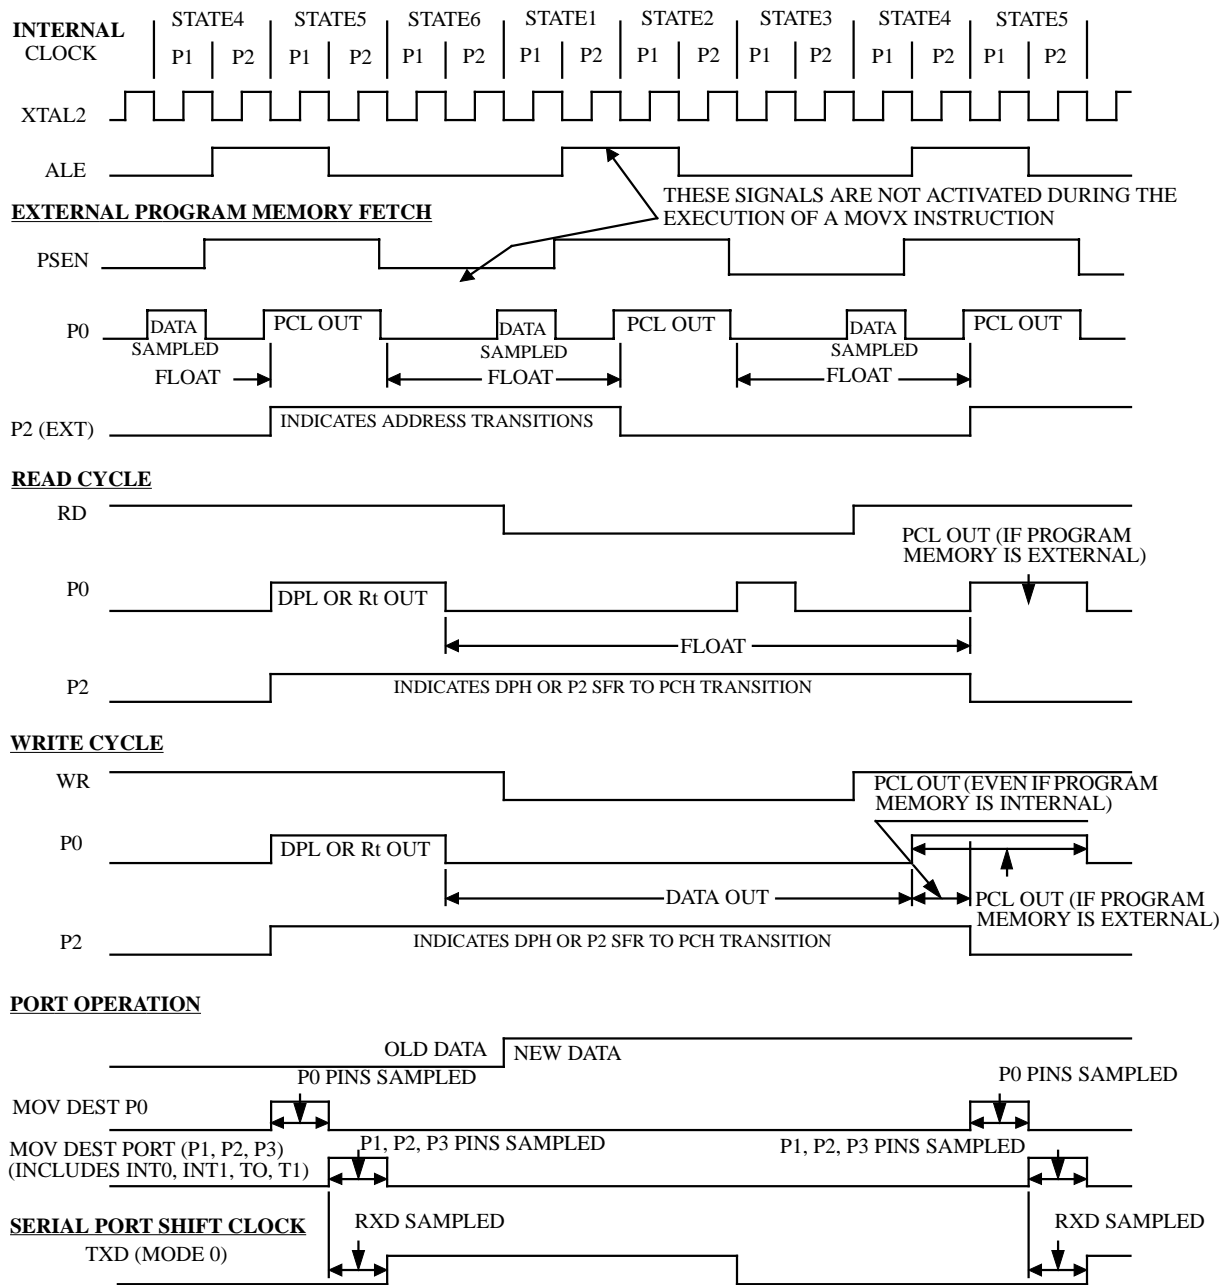 INTERNAL CLOCK
STATE4 STATE5 STATE6 STATE1 STATE2 STATE3 STATE4 STATE5
P1 P2 P1 P2 P1 P2 P1 P2 P1 P2 P1 P2 P1 P2 P1 P2
XTAL2
ALE
THESE SIGNALS ARE NOT ACTIVATED DURING THE
EXECUTION OF A MOVX INSTRUCTION
EXTERNAL PROGRAM MEMORY FETCH
PSEN
P0
DATA SAMPLED PCL OUT DATA SAMPLED PCL OUT DATA SAMPLED PCL OUT
FLOAT FLOAT FLOAT
P2 (EXT)
INDICATES ADDRESS TRANSITIONS
READ CYCLE
RD
PCL OUT (IF PROGRAM
MEMORY IS EXTERNAL)
P0
DPL OR Rt OUT
FLOAT
P2
INDICATES DPH OR P2 SFR TO PCH TRANSITION
WRITE CYCLE
WR
PCL OUT (EVEN IF PROGRAM
MEMORY IS INTERNAL)
P0
DPL OR Rt OUT
DATA OUT
PCL OUT (IF PROGRAM
MEMORY IS EXTERNAL)
P2
INDICATES DPH OR P2 SFR TO PCH TRANSITION
PORT OPERATION
OLD DATA NEW DATA
P0 PINS SAMPLED P0 PINS SAMPLED
MOV DEST P0
MOV DEST PORT (P1, P2, P3)
(INCLUDES INT0, INT1, TO, T1)
P1, P2, P3 PINS SAMPLED P1, P2, P3 PINS SAMPLED
SERIAL PORT SHIFT CLOCK
RXD SAMPLED RXD SAMPLED
TXD (MODE 0)